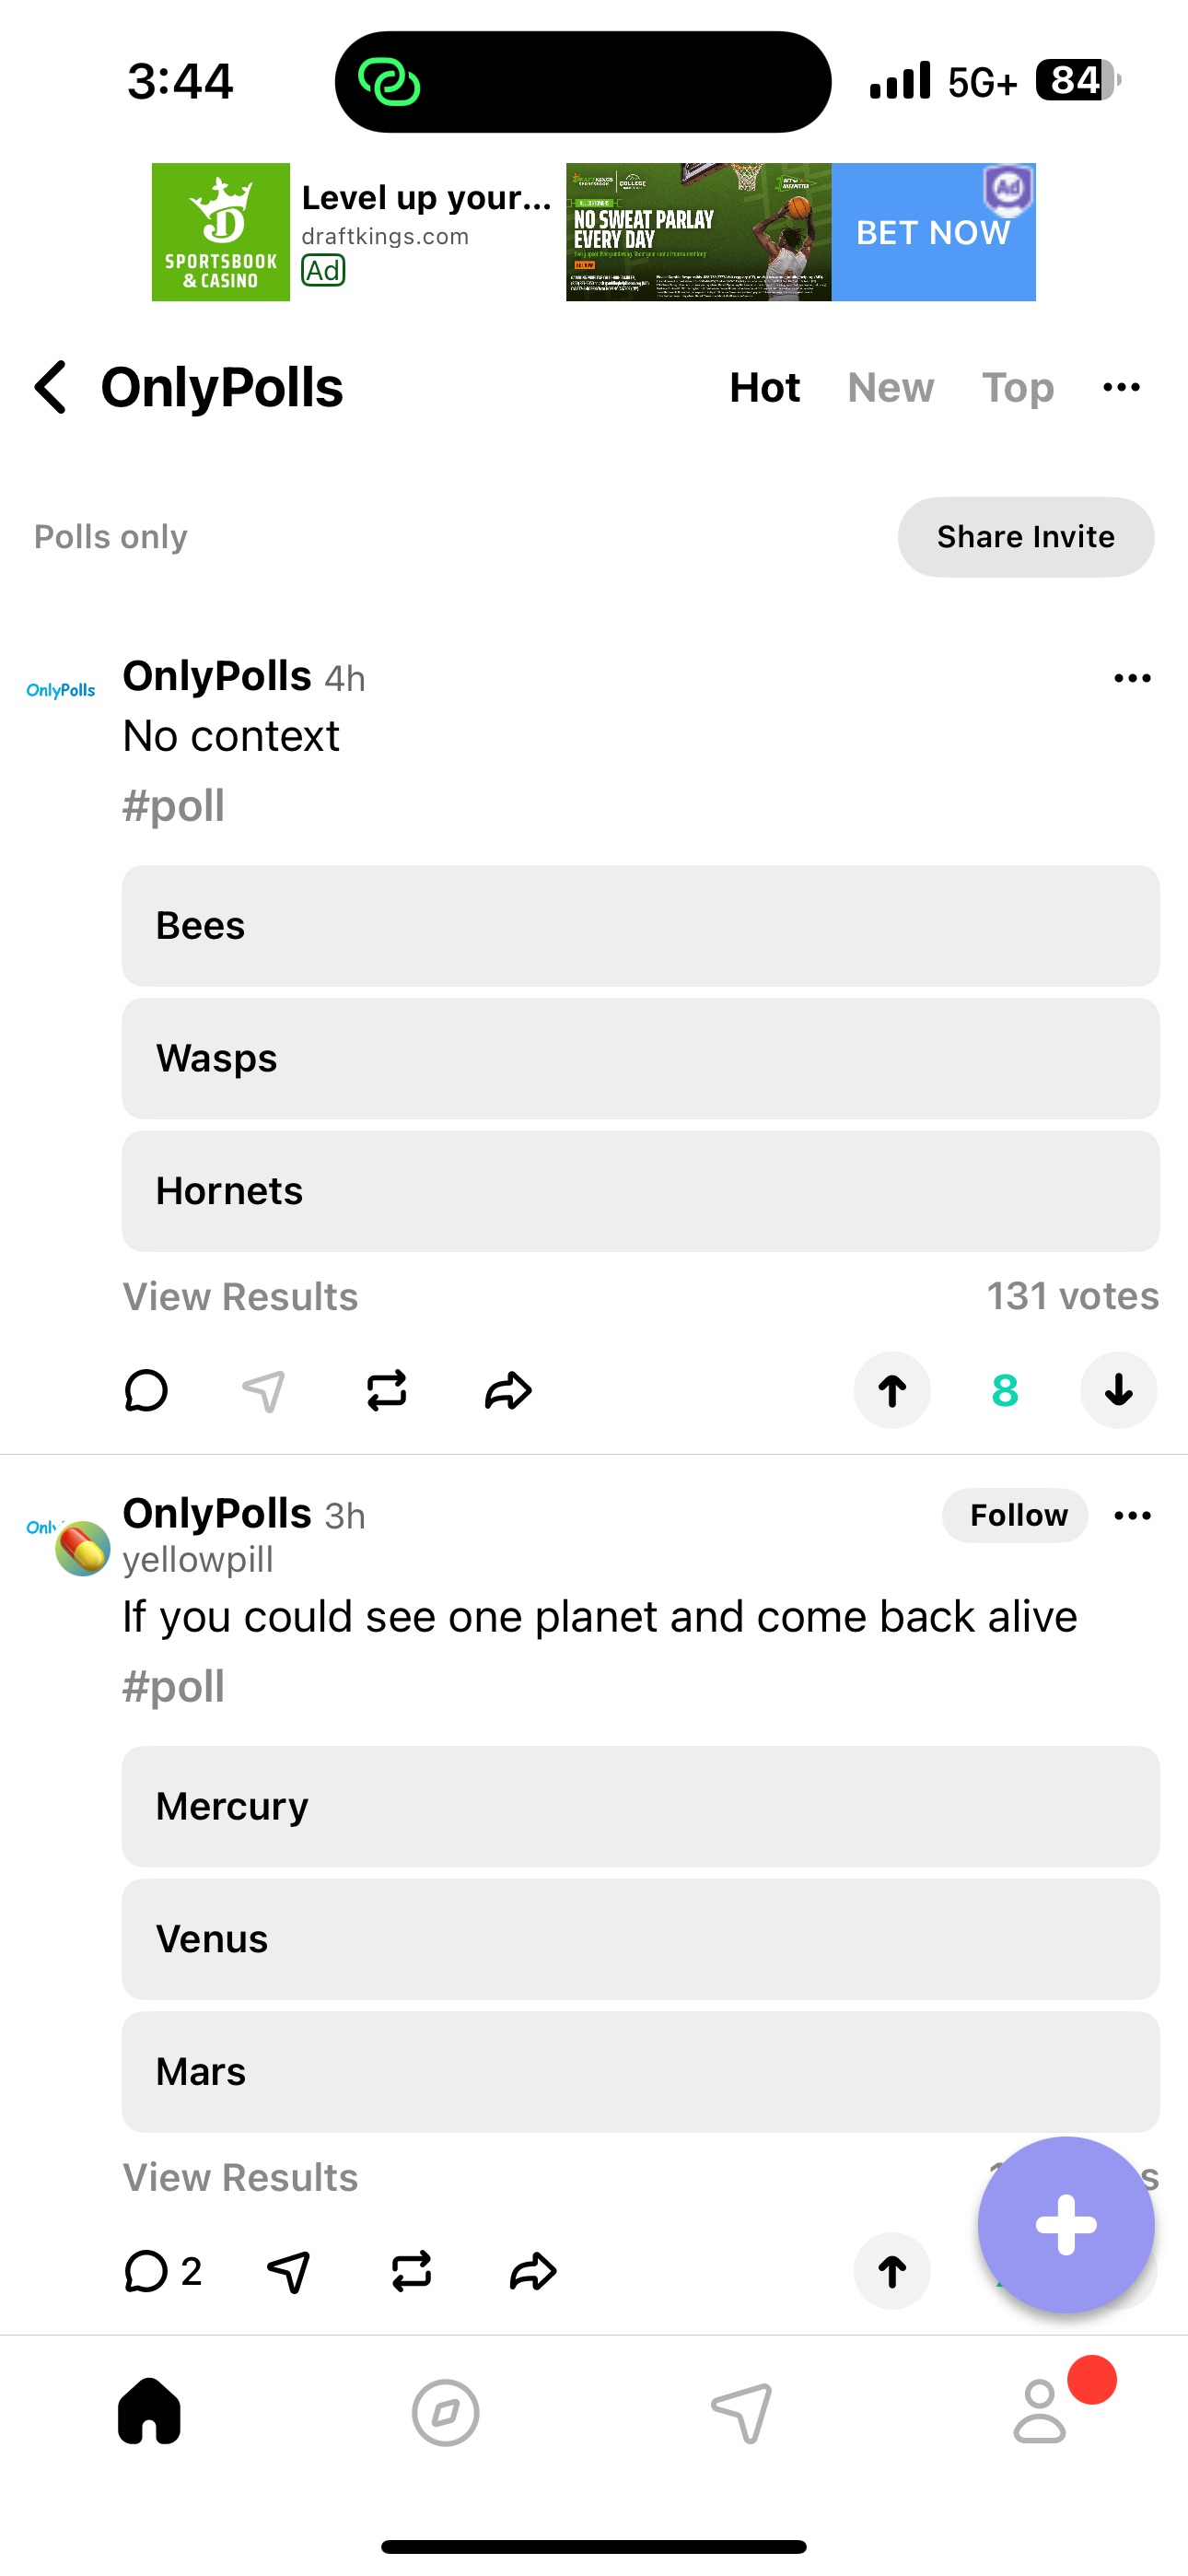 3:44
5G+
84
SPORTSBOOK
& CASINO
Level up your...
draftkings.com
Ad
NO SWEAT PARLAY
EVERY DAY
BET NOW
Ad
OnlyPolls
Hot
New
Top
Polls only
Share Invite
OnlyPolls
OnlyPolls 4h
No context
#poll
Bees
Wasps
Hornets
View Results
131 votes
8
OnlyPolls 3h
Follow
yellowpill
If you could see one planet and come back alive
#poll
Mercury
Venus
Mars
View Results
2